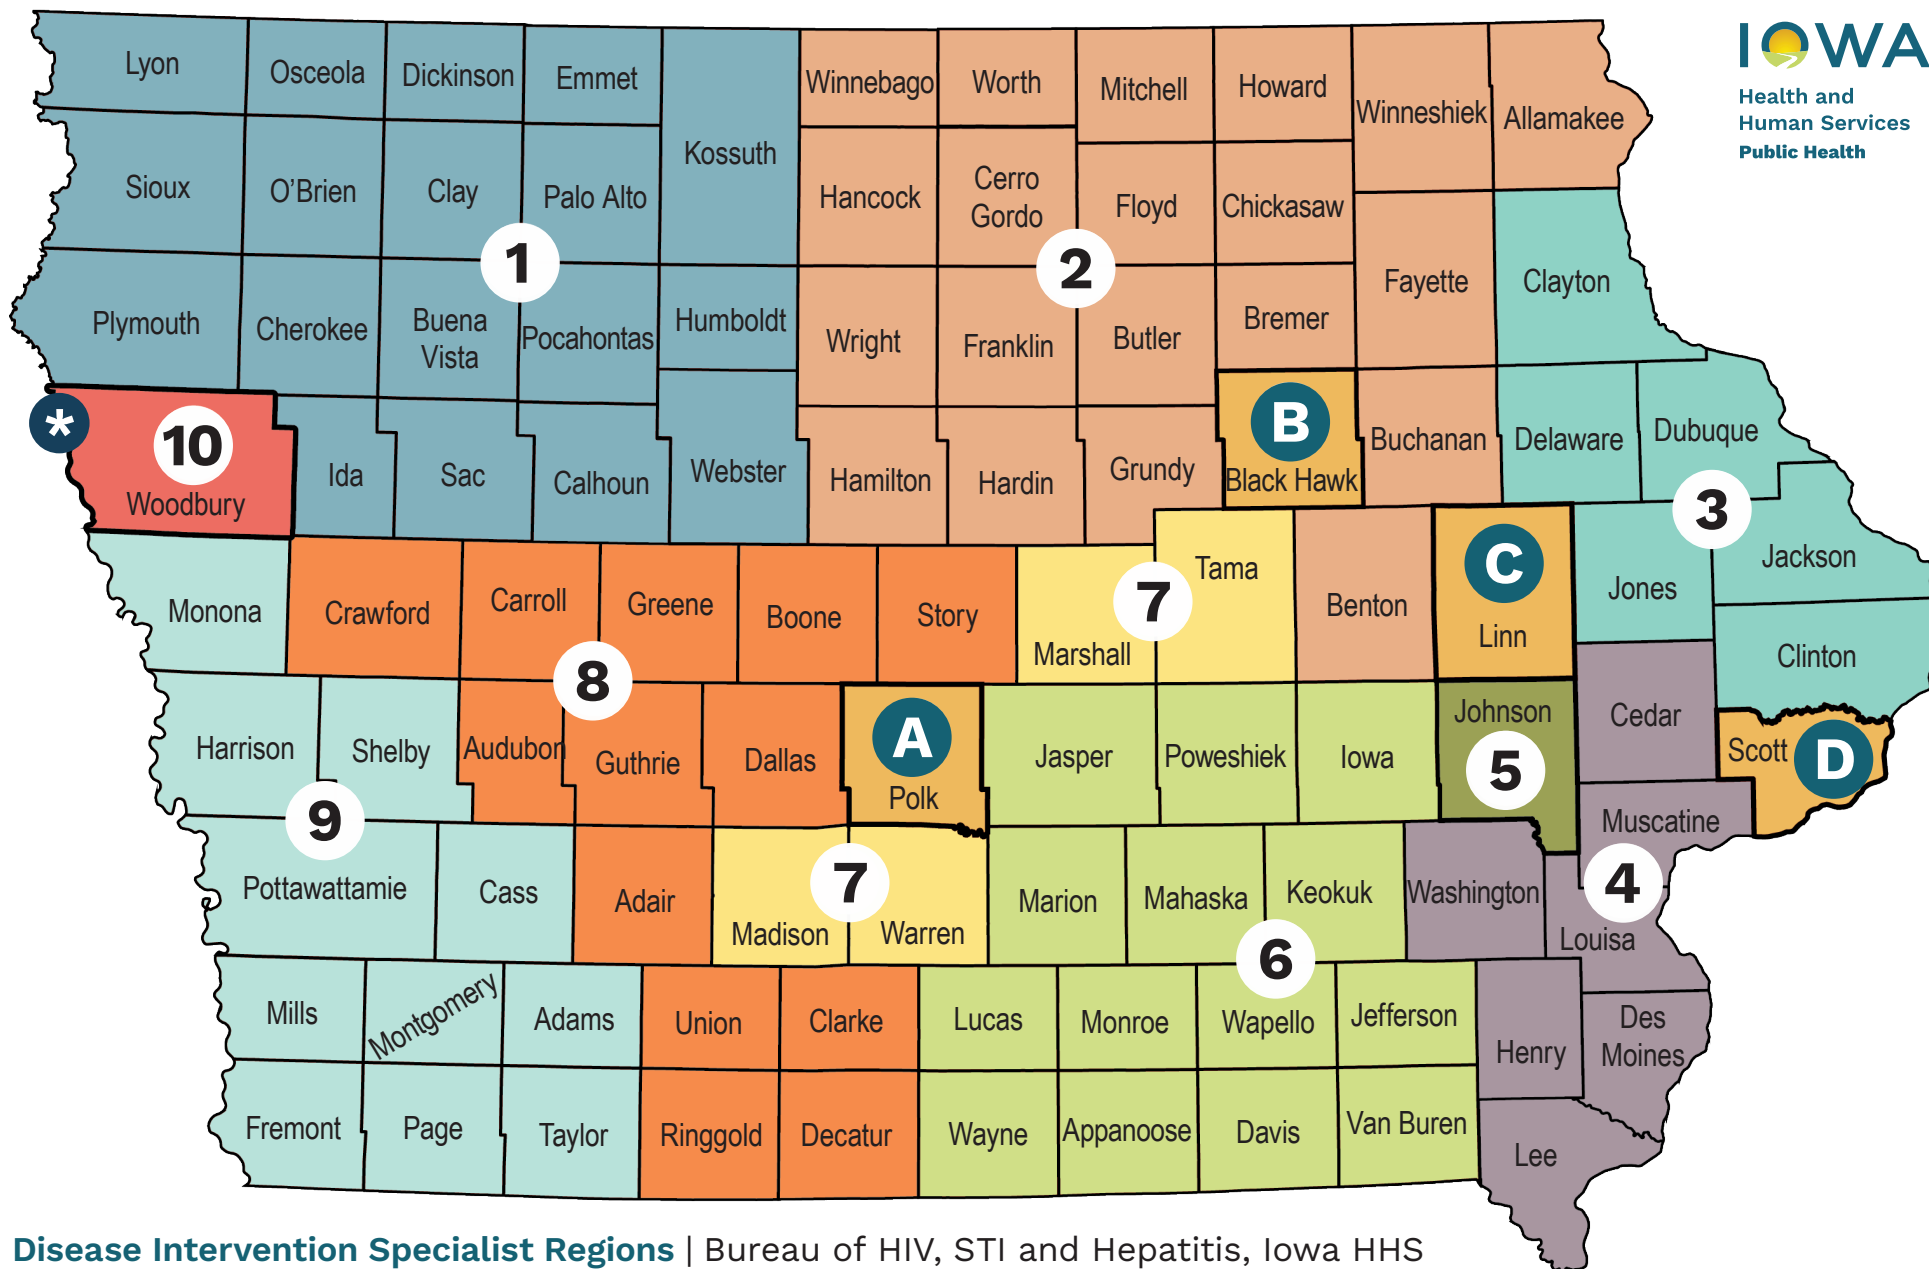 IOWA
Health and
Human Services
Public Health
Lyon
Osceola
Dickinson
Emmet
Kossuth
Winnebago
Worth
Mitchell
Howard
Winneshiek
Allamakee
Sioux
O'Brien
Clay
Palo Alto
Hancock
Cerro
Gordo
Floyd
Chickasaw
1
2
Plymouth
Cherokee
Buena
Vista
Pocahontas
Humboldt
Wright
Franklin
Butler
Bremer
Fayette
Clayton
*
10
Woodbury
Ida
Sac
Calhoun
Webster
Hamilton
Hardin
Grundy
B
Black Hawk
Buchanan
Delaware
Dubuque
3
Monona
Crawford
Carroll
Greene
Boone
Story
Marshall
7
Tama
Benton
C
Linn
Jones
Jackson
Clinton
8
Harrison
Shelby
Audubon
Guthrie
Dallas
A
Polk
Jasper
Poweshiek
Iowa
Johnson
5
Cedar
Scott
D
9
Muscatine
Pottawattamie
Cass
Adair
7
Madison
Warren
Marion
Mahaska
Keokuk
Washington
4
Louisa
6
Mills
Montgomery
Adams
Union
Clarke
Lucas
Monroe
Wapello
Jefferson
Henry
Des
Moines
Fremont
Page
Taylor
Ringgold
Decatur
Wayne
Appanoose
Davis
Van Buren
Lee
Disease Intervention Specialist Regions | Bureau of HIV, STI and Hepatitis, Iowa HHS